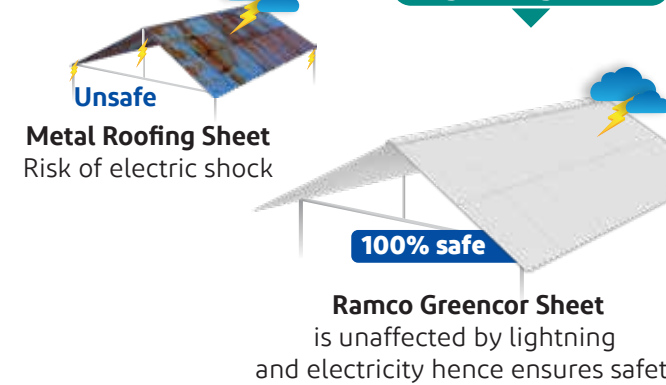 Unsafe
Metal Roofing Sheet
Risk of electric shock
100% safe
Ramco Greencor Sheet
is unaffected by lightning
and electricity hence ensures safet